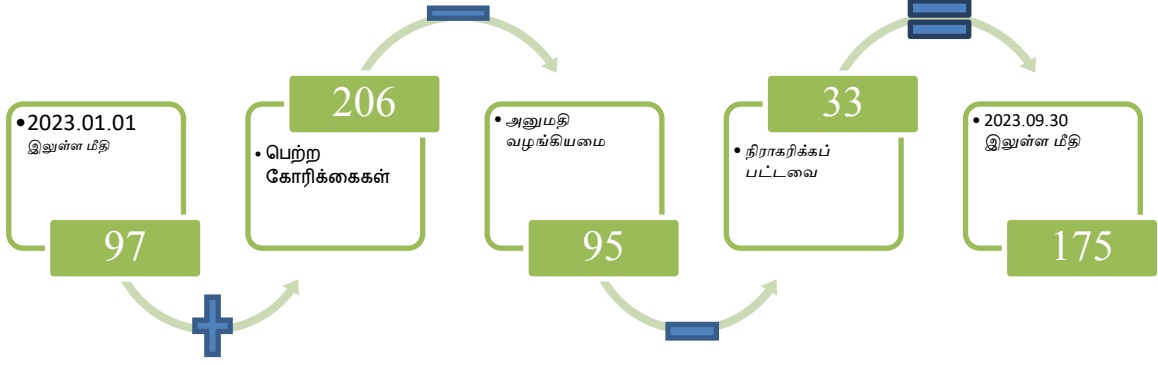 •2023.01.01
இலுள்ள மீதி
97
206
• பெற்ற
கோரிக்கைகள்
• அனுமதி
வழங்கியமை
95
33
• நிராகரிக்கப்
பட்டவை
• 2023.09.30
இலுள்ள மீதி
175